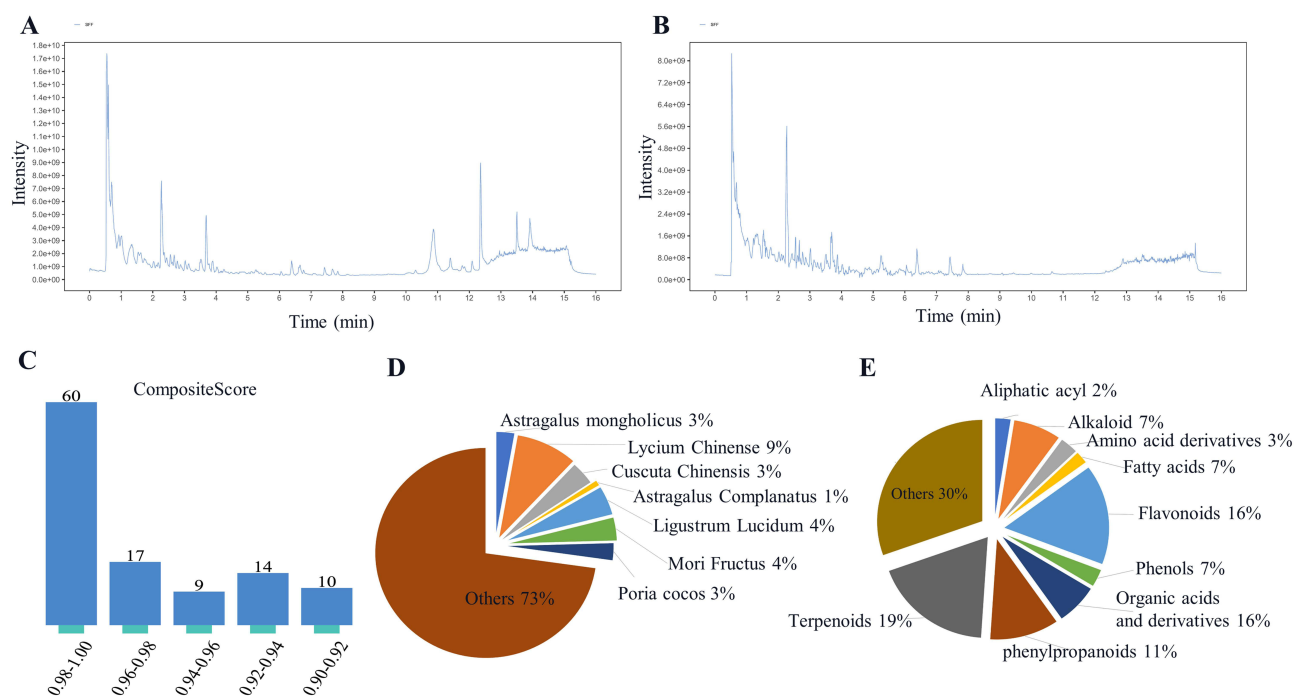 A
SFF
1.8e+10
1.7e+10
1.6e+10
1.5e+10
1.4e+10
1.3e+10
1.2e+10
1.1e+10
1.0e+10
9.0e+09
8.0e+09
7.0e+09
6.0e+09
5.0e+09
4.0e+09
3.0e+09
2.0e+09
1.0e+09
0.0e+00
Intensity
0 1 2 3 4 5 6 7 8 9 10 11 12 13 14 15 16
Time (min)
B
SFF
8.0e+09
7.2e+09
6.4e+09
5.6e+09
4.8e+09
4.0e+09
3.2e+09
2.4e+09
1.6e+09
8.0e+08
0.0e+00
Intensity
0 1 2 3 4 5 6 7 8 9 10 11 12 13 14 15 16
Time (min)
C
CompositeScore
60
17
9
14
10
0.98-1.00
0.96-0.98
0.94-0.96
0.92-0.94
0.90-0.92
D
Astragalus mongholicus 3%
Lycium Chinense 9%
Cuscuta Chinensis 3%
Astragalus Complanatus 1%
Ligustrum Lucidum 4%
Mori Fructus 4%
Poria cocos 3%
Others 73%
E
Aliphatic acyl 2%
Alkaloid 7%
Amino acid derivatives 3%
Fatty acids 7%
Flavonoids 16%
Phenols 7%
Organic acids
and derivatives 16%
phenylpropanoids 11%
Terpenoids 19%
Others 30%